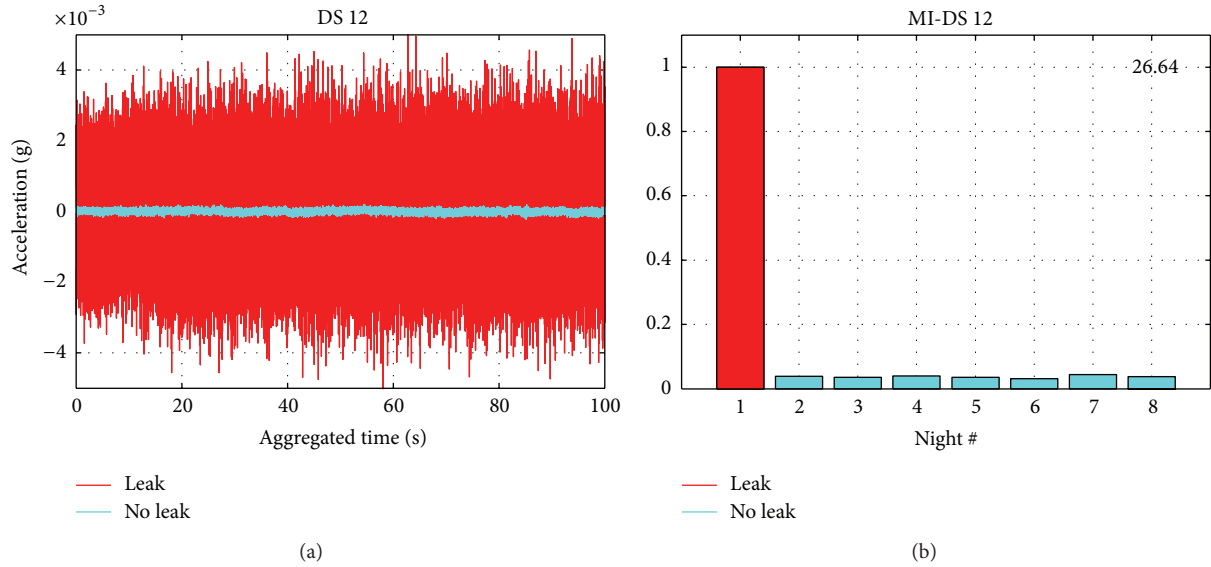 DS 12
×10⁻³
4
2
0
−2
−4
Acceleration (g)
0 20 40 60 80 100
Aggregated time (s)
Leak
No leak
(a)
MI-DS 12
26.64
1
0.8
0.6
0.4
0.2
0
1 2 3 4 5 6 7 8
Night #
Leak
No leak
(b)